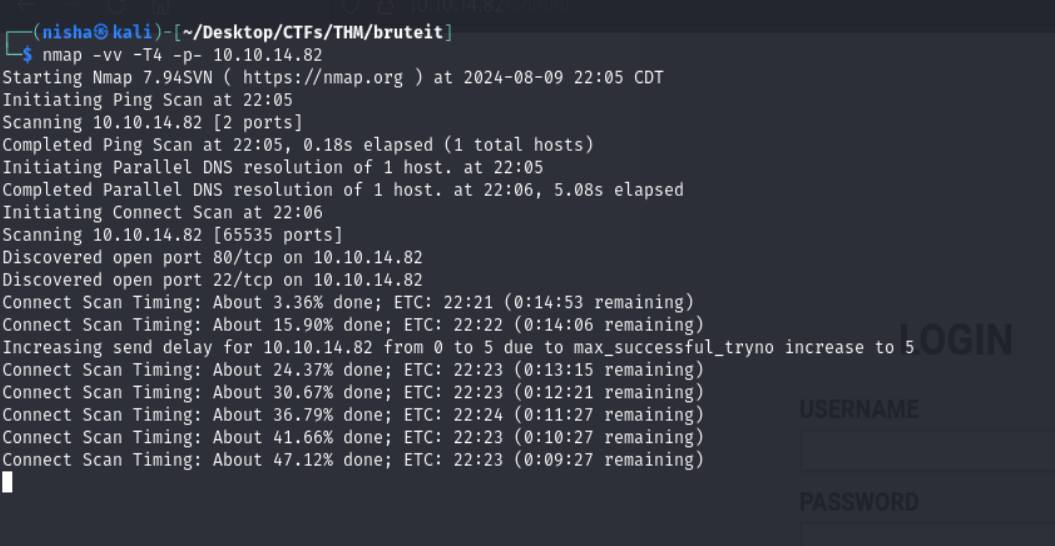 10.10.14.82/admin/
┌──(nisha㉿kali)-[~/Desktop/CTFs/THM/bruteit]
└─$ nmap -vv -T4 -p- 10.10.14.82
Starting Nmap 7.94SVN ( https://nmap.org ) at 2024-08-09 22:05 CDT
Initiating Ping Scan at 22:05
Scanning 10.10.14.82 [2 ports]
Completed Ping Scan at 22:05, 0.18s elapsed (1 total hosts)
Initiating Parallel DNS resolution of 1 host. at 22:05
Completed Parallel DNS resolution of 1 host. at 22:06, 5.08s elapsed
Initiating Connect Scan at 22:06
Scanning 10.10.14.82 [65535 ports]
Discovered open port 80/tcp on 10.10.14.82
Discovered open port 22/tcp on 10.10.14.82
Connect Scan Timing: About 3.36% done; ETC: 22:21 (0:14:53 remaining)
Connect Scan Timing: About 15.90% done; ETC: 22:22 (0:14:06 remaining)
Increasing send delay for 10.10.14.82 from 0 to 5 due to max_successful_tryno increase to 5
Connect Scan Timing: About 24.37% done; ETC: 22:23 (0:13:15 remaining)
Connect Scan Timing: About 30.67% done; ETC: 22:23 (0:12:21 remaining)
Connect Scan Timing: About 36.79% done; ETC: 22:24 (0:11:27 remaining)
Connect Scan Timing: About 41.66% done; ETC: 22:23 (0:10:27 remaining)
Connect Scan Timing: About 47.12% done; ETC: 22:23 (0:09:27 remaining)
LOGIN
USERNAME
PASSWORD